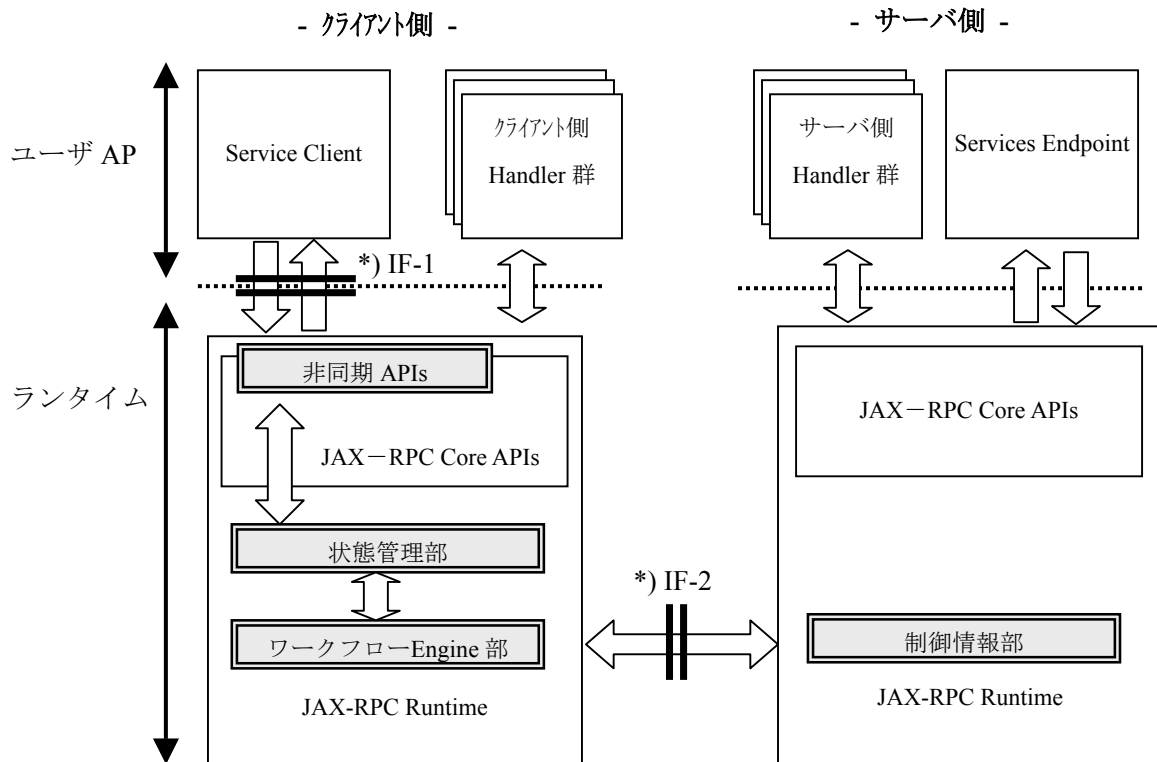 - クライアント側 -
- サーバ側 -
ユーザ AP
Service Client
クライアント側
Handler 群
サーバ側
Handler 群
Services Endpoint
*) IF-1
ランタイム
非同期 APIs
JAX－RPC Core APIs
状態管理部
ワークフローEngine 部
JAX-RPC Runtime
*) IF-2
JAX－RPC Core APIs
制御情報部
JAX-RPC Runtime